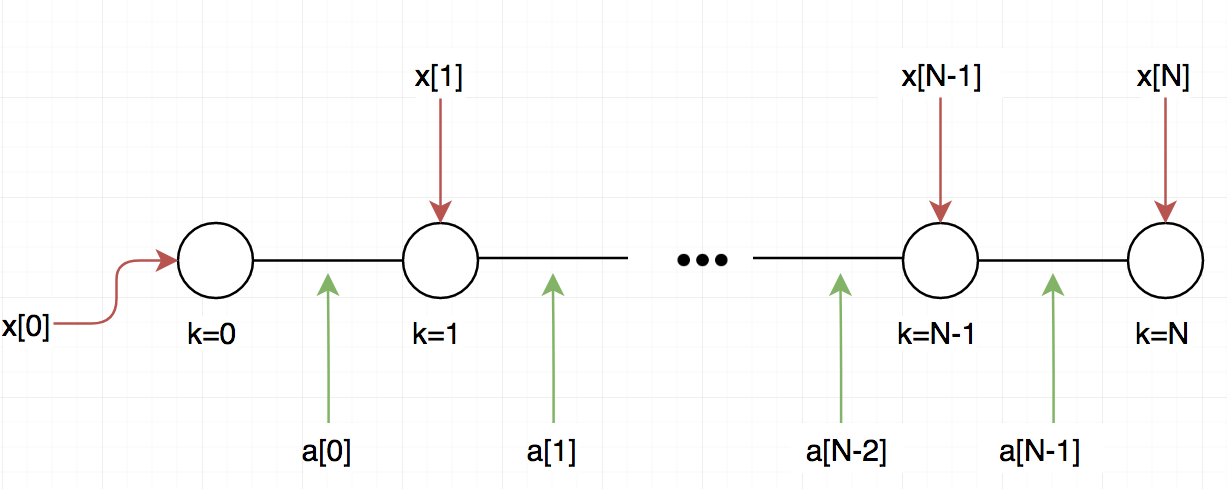 x[1]
x[N-1]
x[N]
x[0]
k=0
k=1
k=N-1
k=N
a[0]
a[1]
a[N-2]
a[N-1]